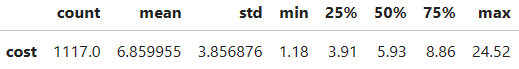 count mean std min 25% 50% 75% max
cost 1117.0 6.859955 3.856876 1.18 3.91 5.93 8.86 24.52